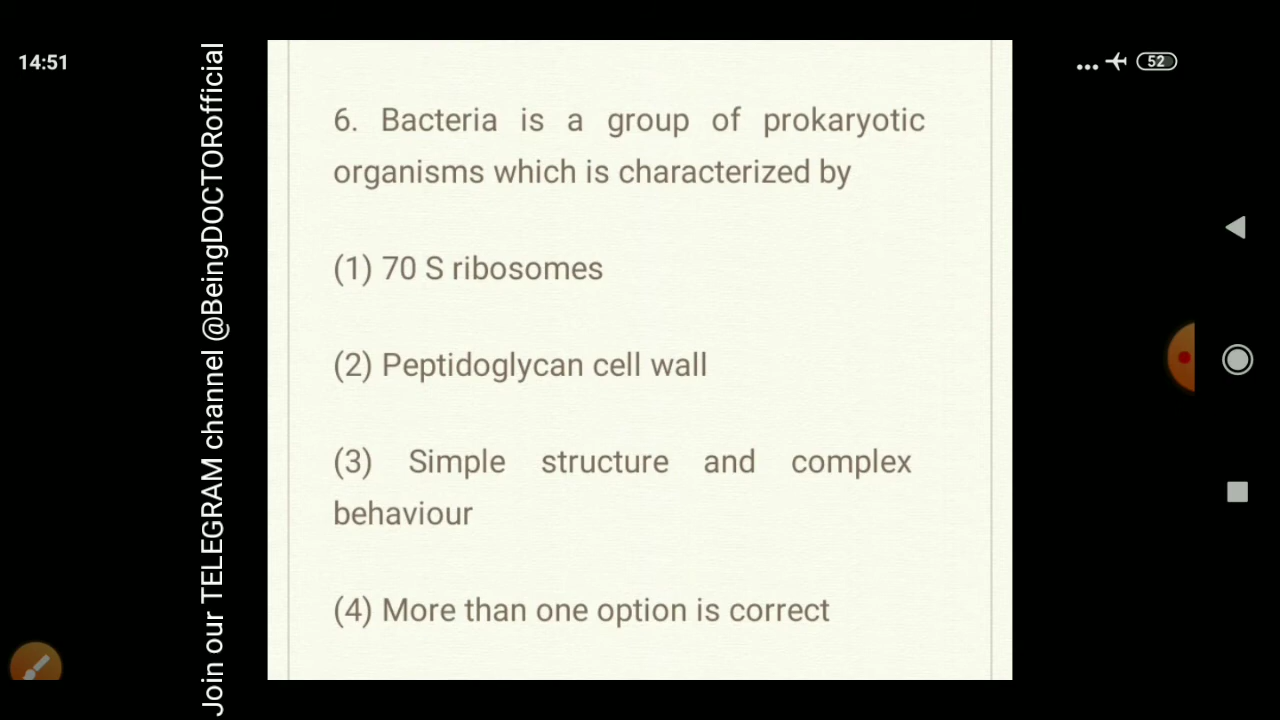 14:51
52
Join our TELEGRAM channel @BeingDOCTORofficial
6. Bacteria is a group of prokaryotic
organisms which is characterized by
(1) 70 S ribosomes
(2) Peptidoglycan cell wall
(3) Simple structure and complex
behaviour
(4) More than one option is correct